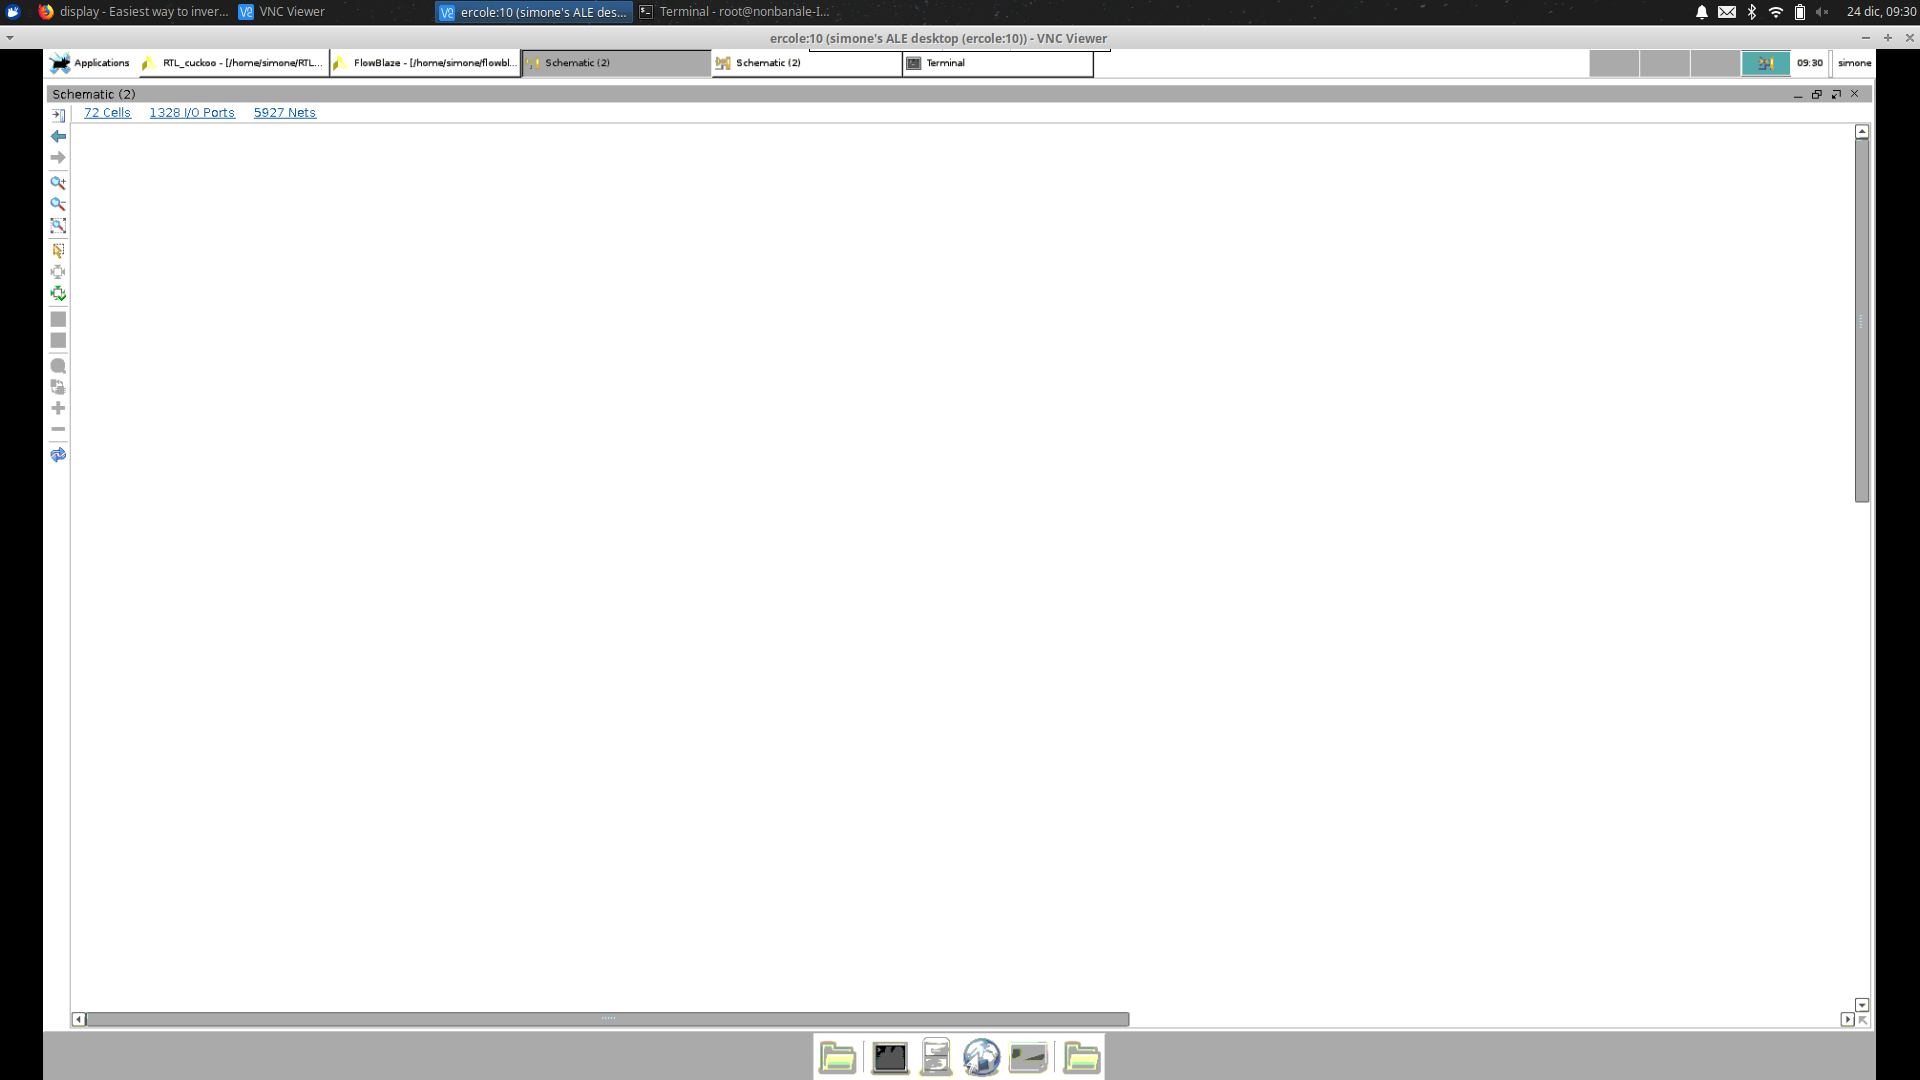 display - Easiest way to inver... VNC Viewer ercole:10 (simone's ALE des... Terminal - root@nonbanale-I... 24 dic, 09:30
ercole:10 (simone's ALE desktop (ercole:10)) - VNC Viewer
Applications RTL_cuckoo - [/home/simone/RTL... FlowBlaze - [/home/simone/flowbl... Schematic (2) Schematic (2) Terminal 09:30 simone
Schematic (2)
72 Cells 1328 I/O Ports 5927 Nets